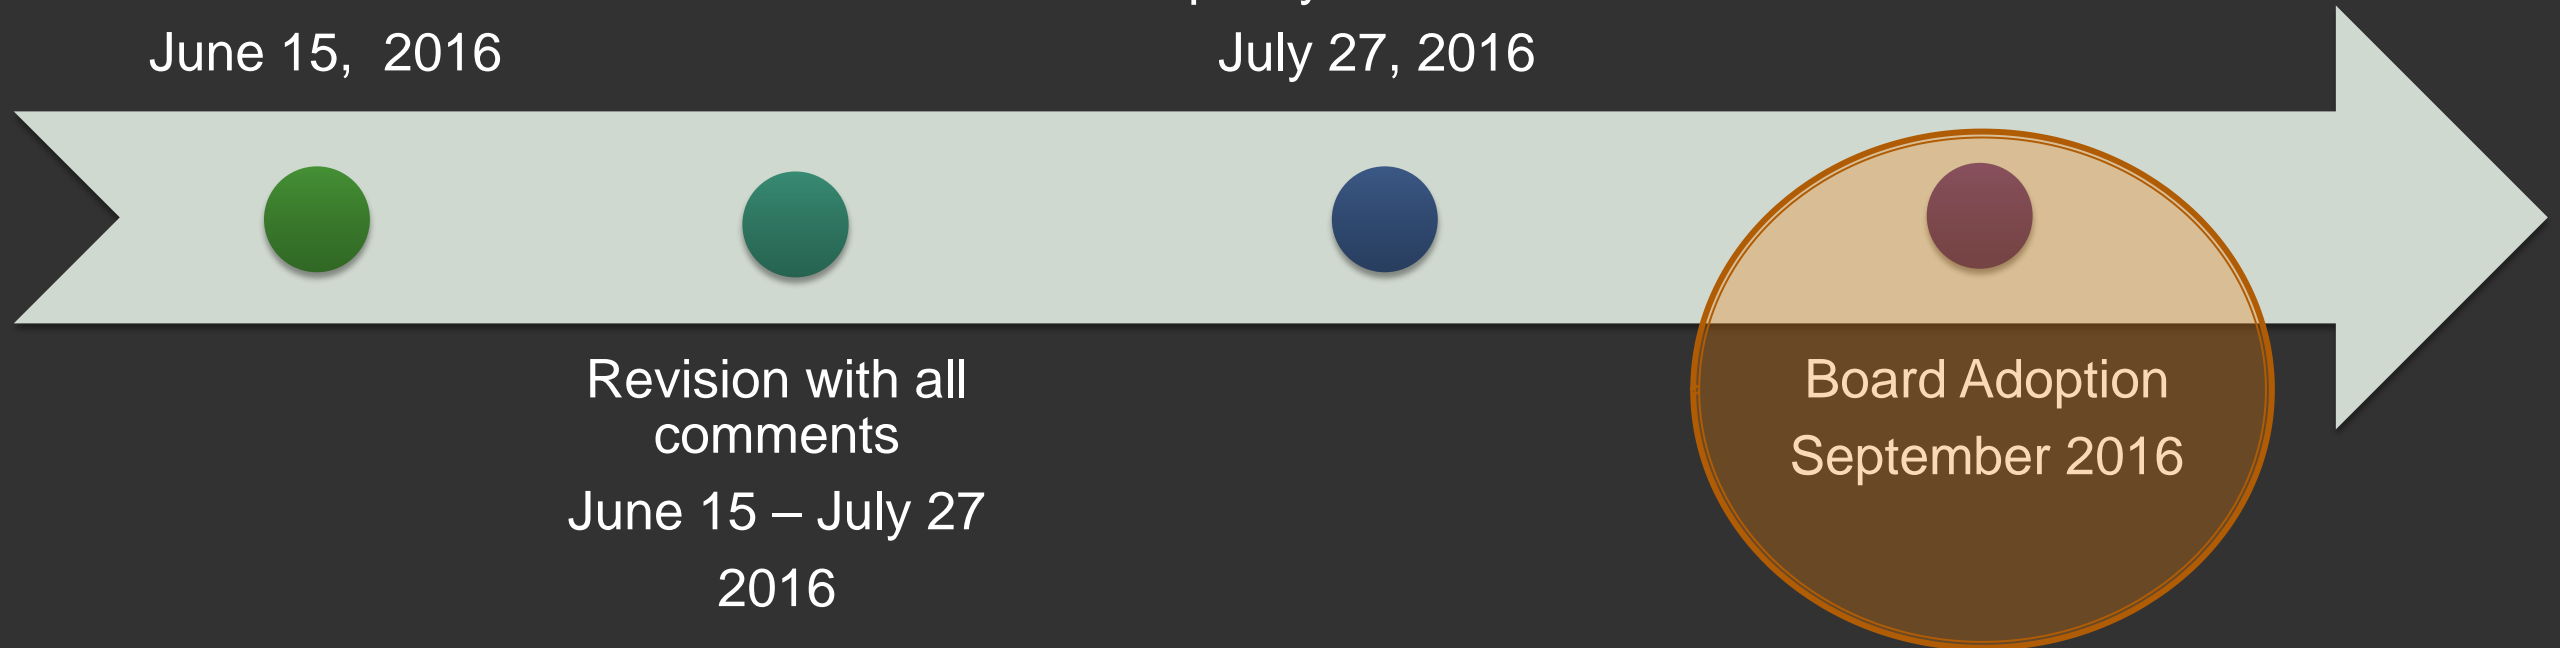 June 15,  2016
July 27, 2016
Revision with all
comments
June 15 – July 27
2016
Board Adoption
September 2016